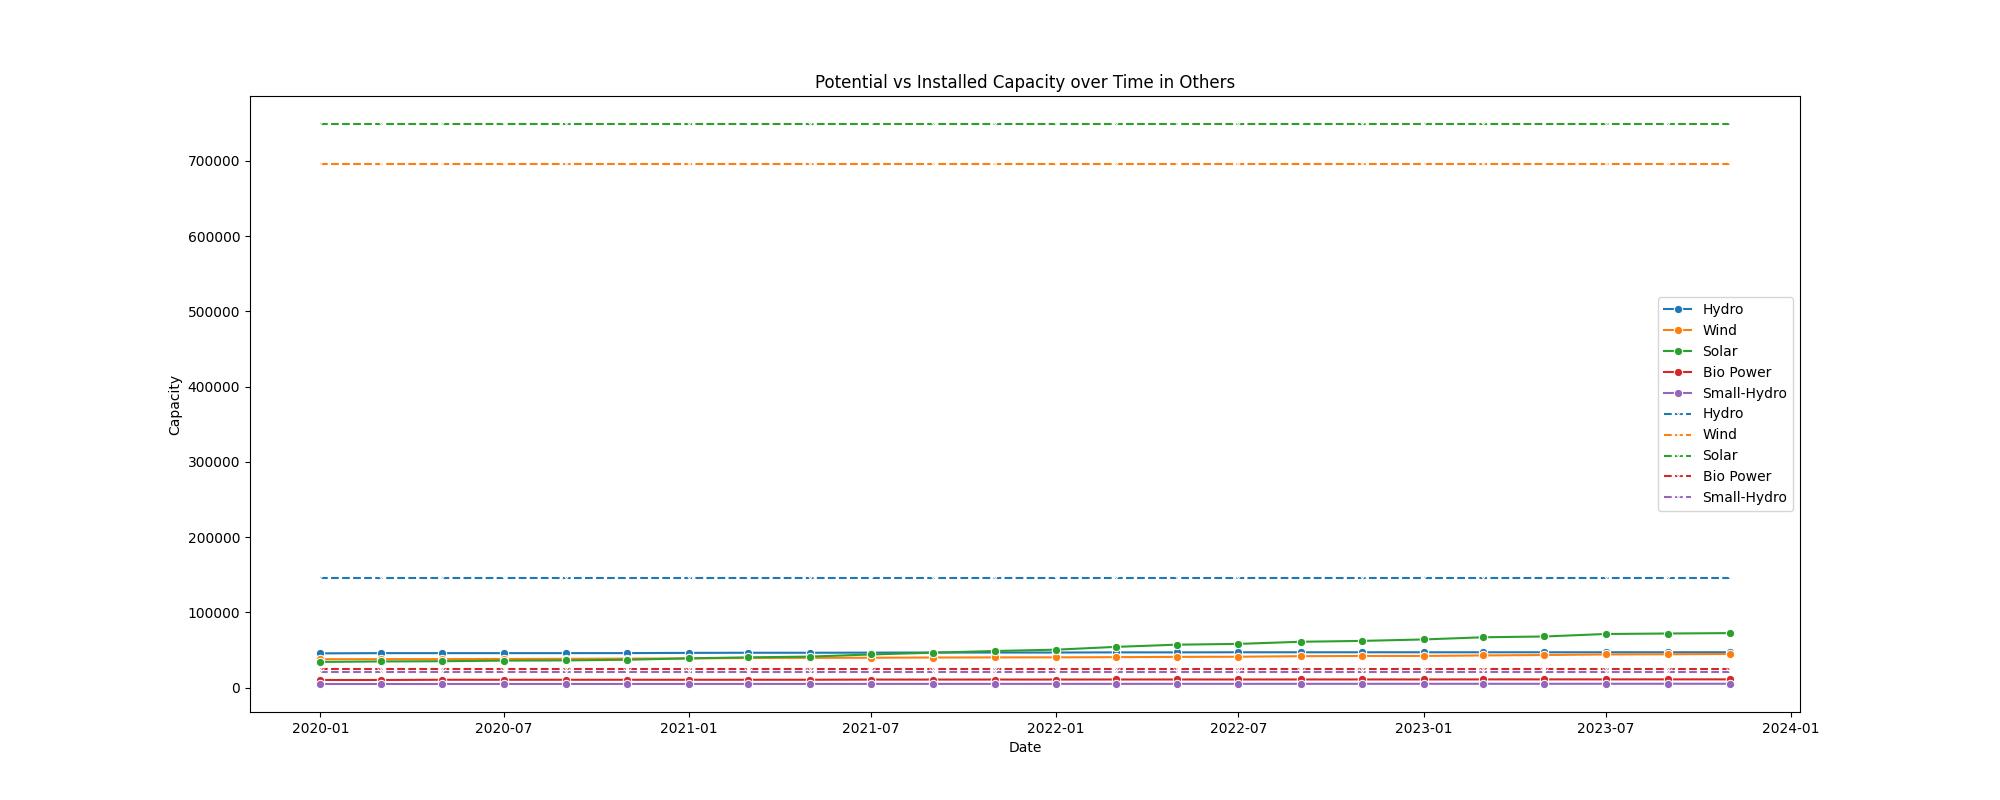 Potential vs Installed Capacity over Time in Others
Capacity
700000
600000
500000
400000
300000
200000
100000
0
Hydro
Wind
Solar
Bio Power
Small-Hydro
Hydro
Wind
Solar
Bio Power
Small-Hydro
2020-01 2020-07 2021-01 2021-07 2022-01 2022-07 2023-01 2023-07 2024-01
Date